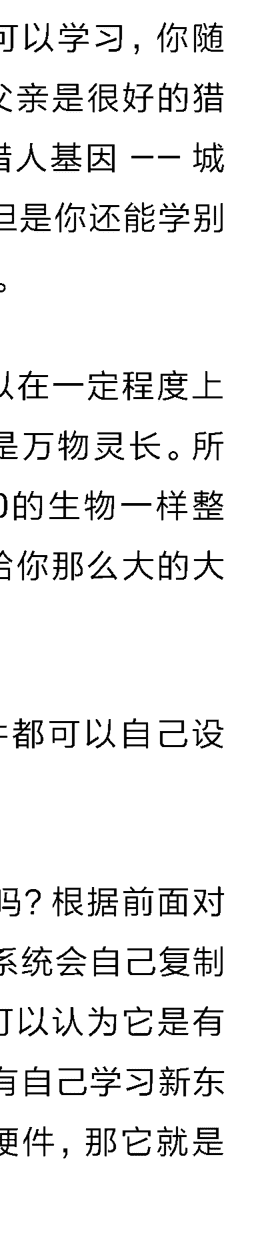 可以学习，你随
父亲是很好的猎
猎人基因 —— 城
但是你还能学别
。
以在一定程度上
是万物灵长。所
0的生物一样整
给你那么大的大
件都可以自己设
吗？根据前面对
系统会自己复制
可以认为它是有
有自己学习新东
硬件，那它就是